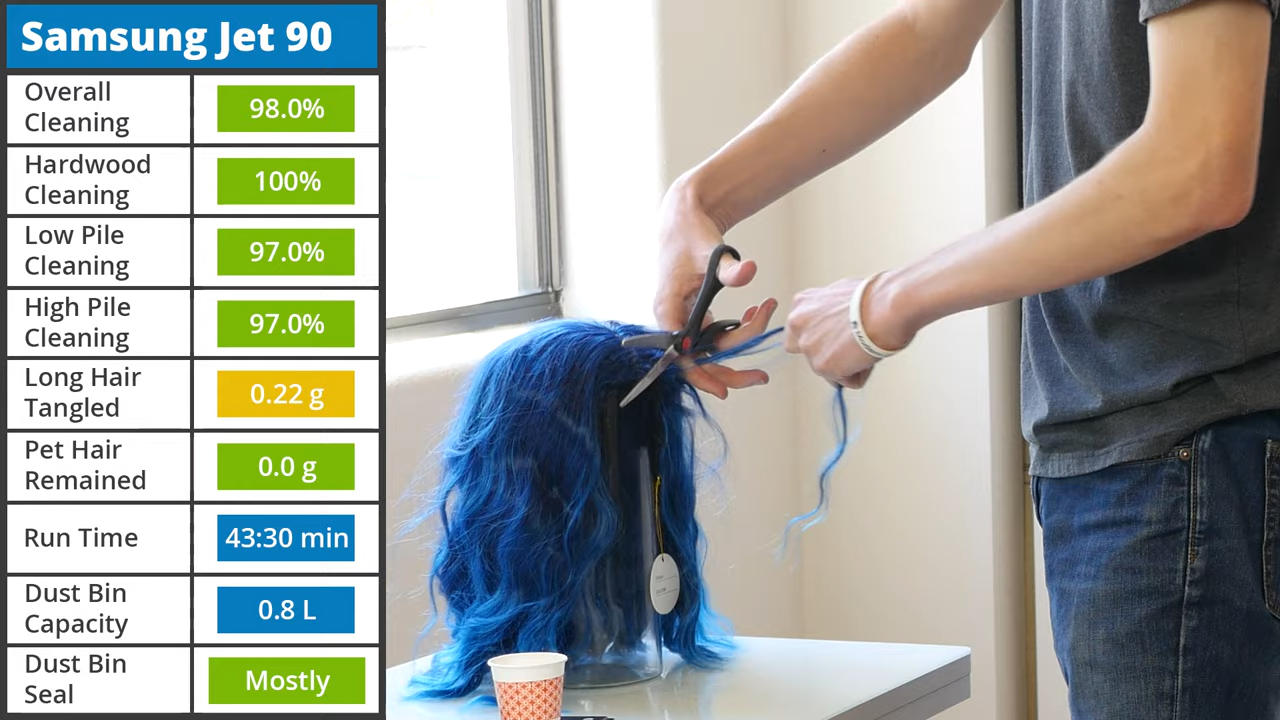 Samsung Jet 90
Overall
Cleaning
98.0%
Hardwood
Cleaning
100%
Low Pile
Cleaning
97.0%
High Pile
Cleaning
97.0%
Long Hair
Tangled
0.22 g
Pet Hair
Remained
0.0 g
Run Time
43:30 min
Dust Bin
Capacity
0.8 L
Dust Bin
Seal
Mostly